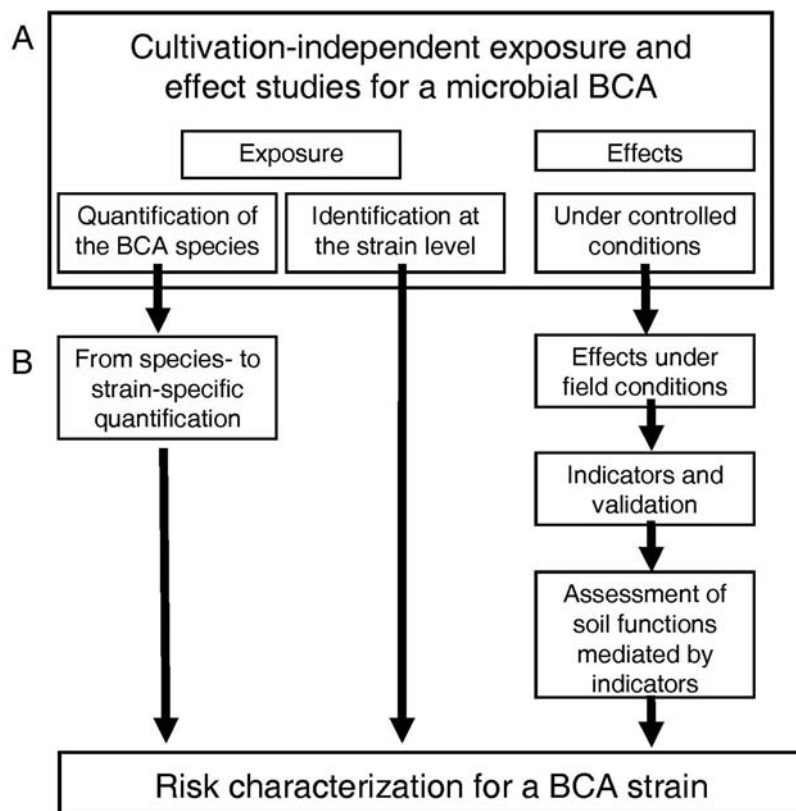 A
Cultivation-independent exposure and
effect studies for a microbial BCA
Exposure
Effects
Quantification of
the BCA species
Identification at
the strain level
Under controlled
conditions
B
From species- to
strain-specific
quantification
Effects under
field conditions
Indicators and
validation
Assessment of
soil functions
mediated by
indicators
Risk characterization for a BCA strain